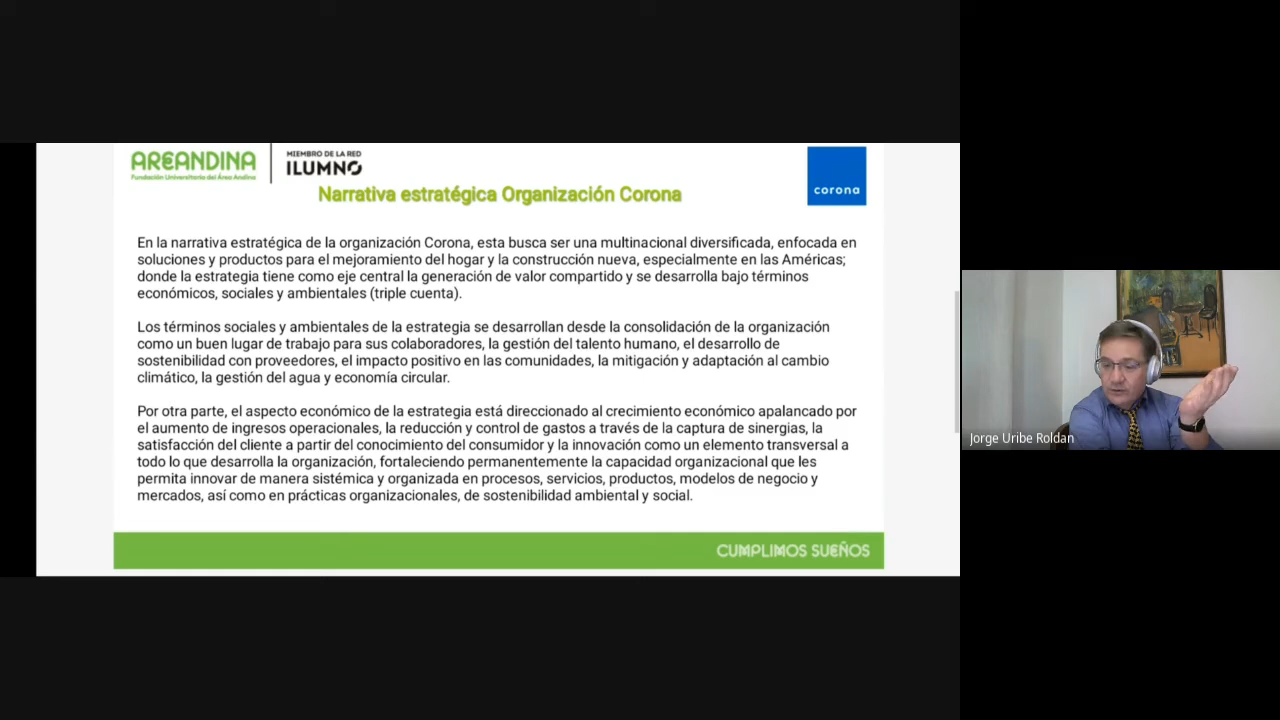 AREANDINA
Fundación Universitaria del Área Andina
MIEMBRO DE LA RED
ILUMNO
corona
Narrativa estratégica Organización Corona
En la narrativa estratégica de la organización Corona, esta busca ser una multinacional diversificada, enfocada en
soluciones y productos para el mejoramiento del hogar y la construcción nueva, especialmente en las Américas;
donde la estrategia tiene como eje central la generación de valor compartido y se desarrolla bajo términos
económicos, sociales y ambientales (triple cuenta).
Los términos sociales y ambientales de la estrategia se desarrollan desde la consolidación de la organización
como un buen lugar de trabajo para sus colaboradores, la gestión del talento humano, el desarrollo de
sostenibilidad con proveedores, el impacto positivo en las comunidades, la mitigación y adaptación al cambio
climático, la gestión del agua y economía circular.
Por otra parte, el aspecto económico de la estrategia está direccionado al crecimiento económico apalancado por
el aumento de ingresos operacionales, la reducción y control de gastos a través de la captura de sinergias, la
satisfacción del cliente a partir del conocimiento del consumidor y la innovación como un elemento transversal a
todo lo que desarrolla la organización, fortaleciendo permanentemente la capacidad organizacional que les
permita innovar de manera sistémica y organizada en procesos, servicios, productos, modelos de negocio y
mercados, así como en prácticas organizacionales, de sostenibilidad ambiental y social.
CUMPLIMOS SUEÑOS
Jorge Uribe Roldan